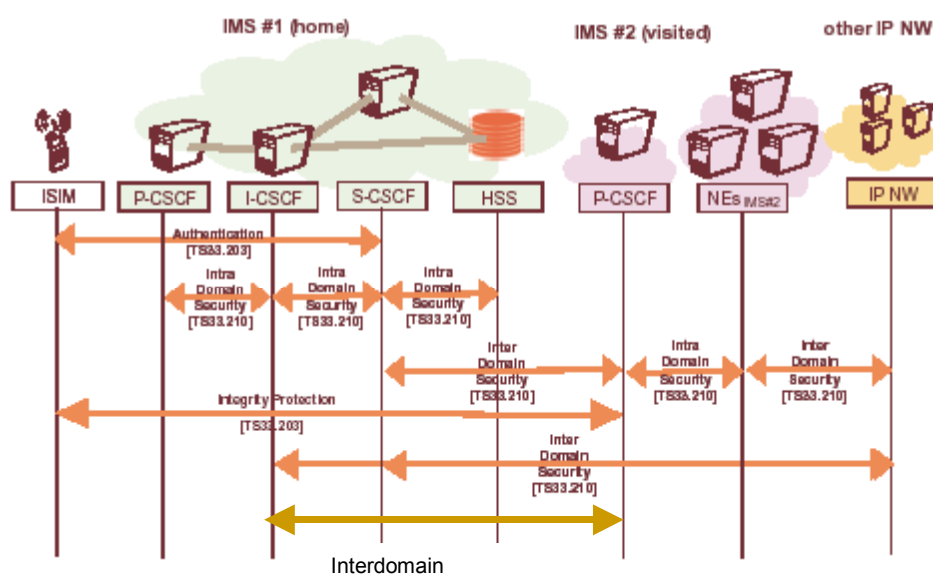 IMS #1 (home)
IMS #2 (visited)
other IP NW
ISIM
P-CSCF
I-CSCF
S-CSCF
HSS
P-CSCF
NEs IMS#2
IP NW
Authentication
[TS33.203]
Intra
Domain
Security
[TS33.210]
Intra
Domain
Security
[TS33.210]
Intra
Domain
Security
[TS33.210]
Inter
Domain
Security
[TS33.210]
Intra
Domain
Security
[TS33.210]
Inter
Domain
Security
[TS33.210]
Integrity Protection
[TS33.203]
Inter
Domain
Security
[TS33.210]
Interdomain